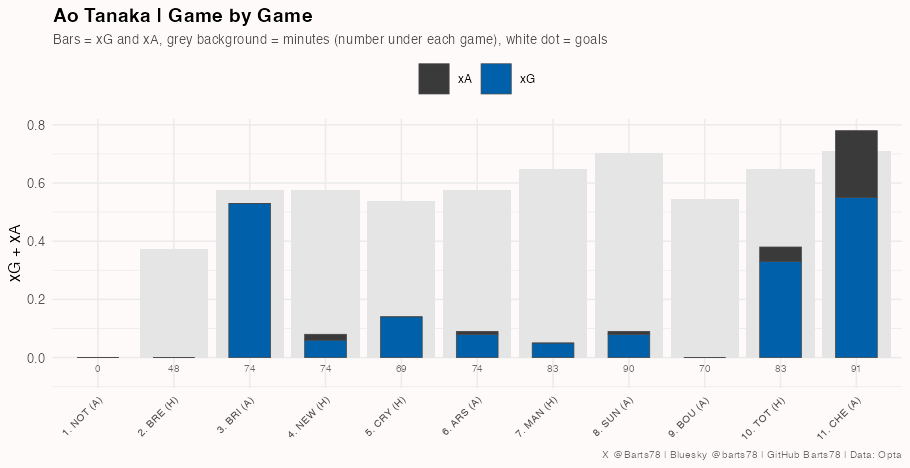 Ao Tanaka | Game by Game
Bars = xG and xA, grey background = minutes (number under each game), white dot = goals
xA xG
xG + xA
0.8
0.6
0.4
0.2
0.0
0 48 74 74 69 74 83 90 70 83 91
1. NOT (A)
2. BRE (H)
3. BRI (A)
4. NEW (H)
5. CRY (H)
6. ARS (A)
7. MAN (H)
8. SUN (A)
9. BOU (A)
10. TOT (H)
11. CHE (A)
X @Barts78 | Bluesky @barts78 | GitHub Barts78 | Data: Opta